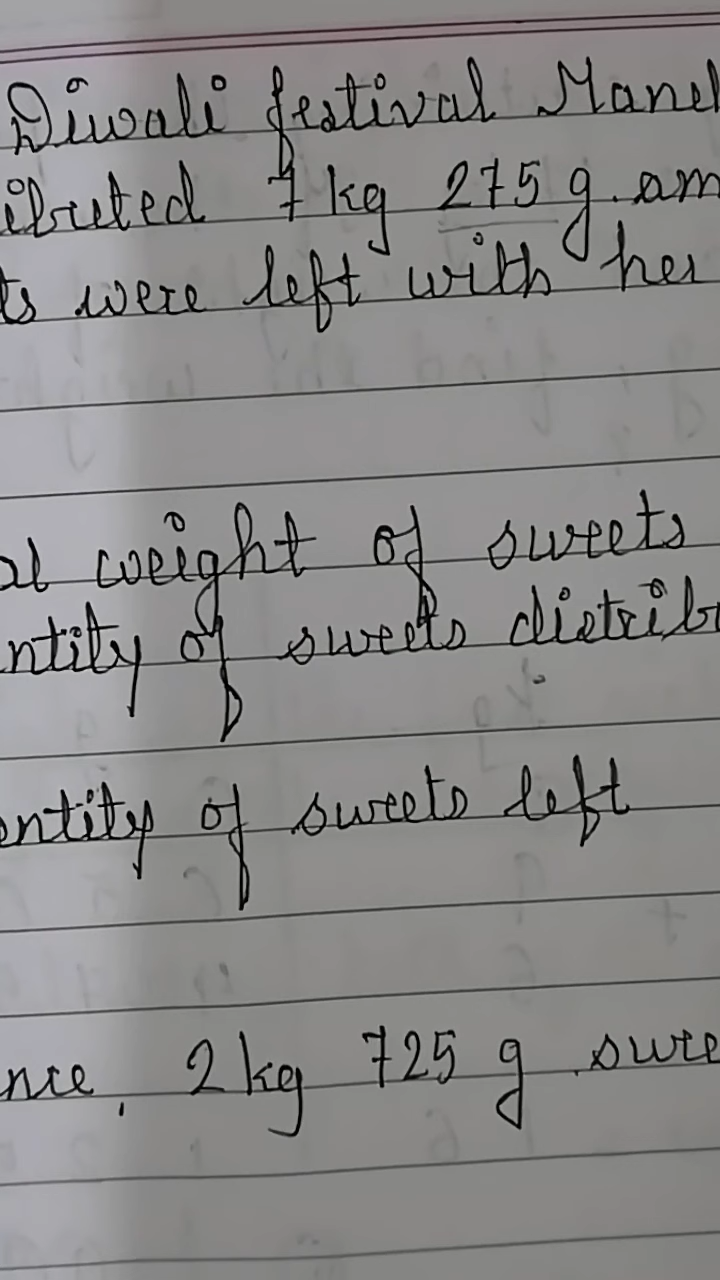 Diwali festival Manel
ibuted 7 kg 275 g. am
ts were left with her
al weight of sweets
ntity of sweets distrib
antity of sweets left
nce, 2 kg 725 g swee